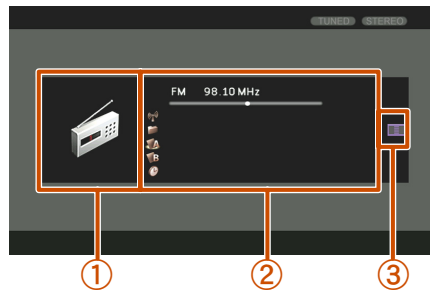 TUNED STEREO
FM 98.10 MHz
A
B
① ② ③